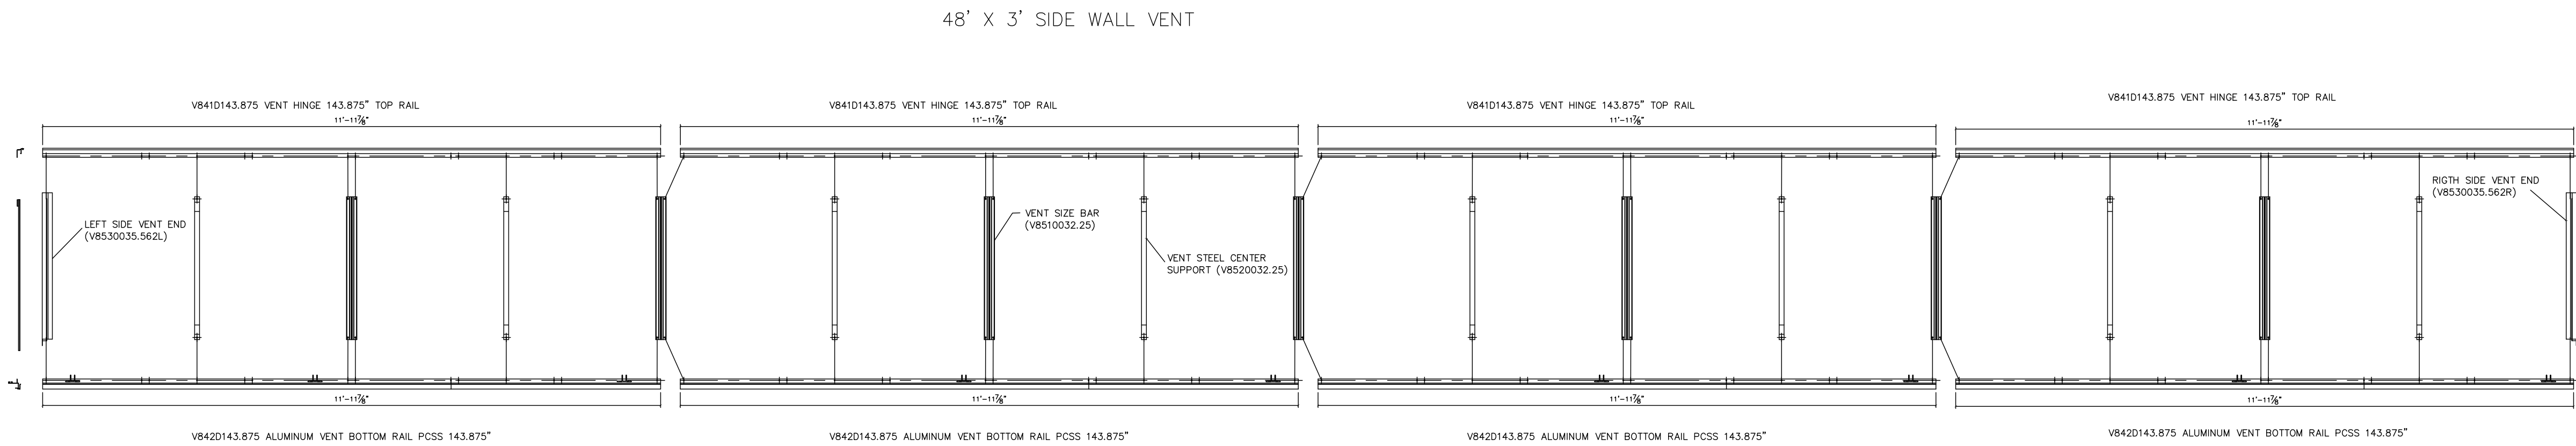 48' X 3' SIDE WALL VENT
V841D143.875 VENT HINGE 143.875" TOP RAIL
V841D143.875 VENT HINGE 143.875" TOP RAIL
V841D143.875 VENT HINGE 143.875" TOP RAIL
V841D143.875 VENT HINGE 143.875" TOP RAIL
11'-11⅞"
11'-11⅞"
11'-11⅞"
11'-11⅞"
LEFT SIDE VENT END
(V8530035.562L)
VENT SIZE BAR
(V8510032.25)
VENT STEEL CENTER
SUPPORT (V8520032.25)
RIGTH SIDE VENT END
(V8530035.562R)
11'-11⅞"
11'-11⅞"
11'-11⅞"
11'-11⅞"
V842D143.875 ALUMINUM VENT BOTTOM RAIL PCSS 143.875"
V842D143.875 ALUMINUM VENT BOTTOM RAIL PCSS 143.875"
V842D143.875 ALUMINUM VENT BOTTOM RAIL PCSS 143.875"
V842D143.875 ALUMINUM VENT BOTTOM RAIL PCSS 143.875"